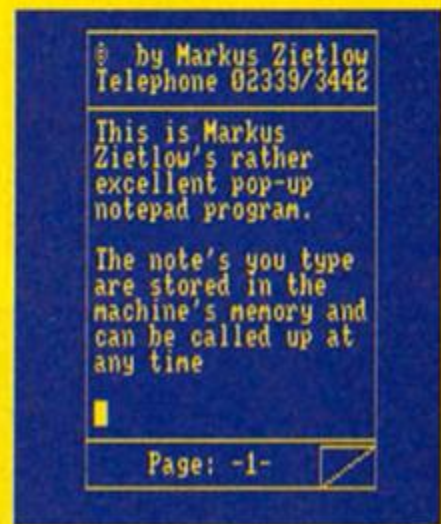 © by Markus Zietlow
Telephone 02339/3442
This is Markus
Zietlow's rather
excellent pop-up
notepad program.
The note's you type
are stored in the
machine's memory and
can be called up at
any time
Page: -1-